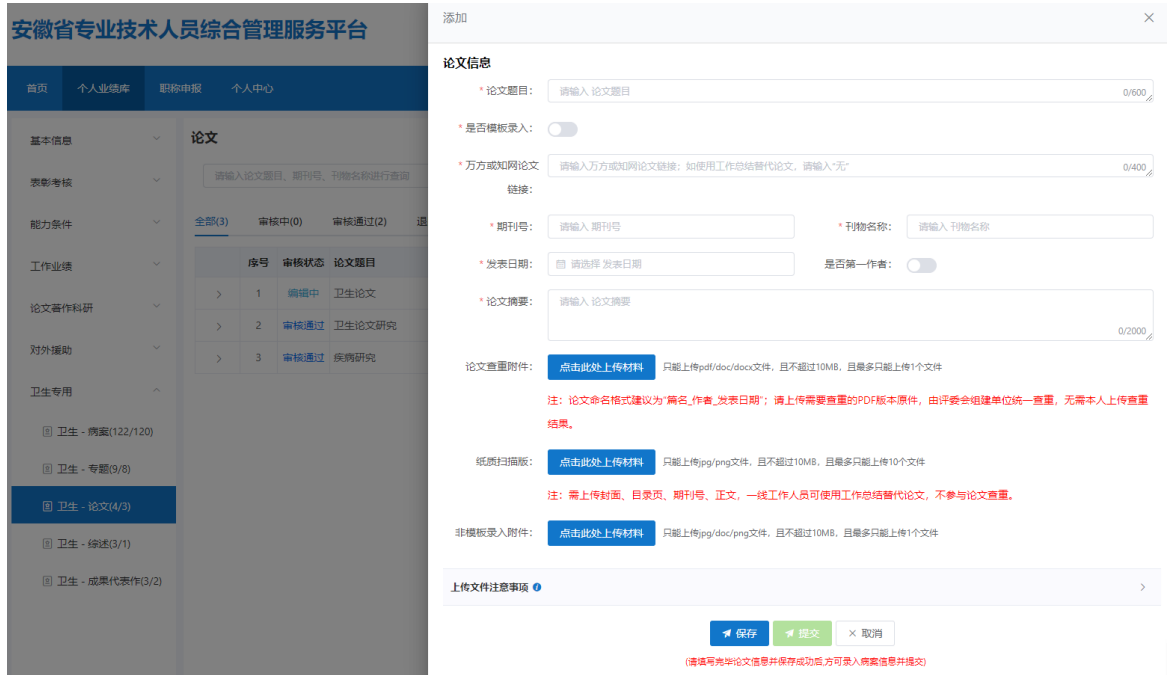 安徽省专业技术人员综合管理服务平台
首页 个人业绩库 职称申报 个人中心
基本信息
表彰考核
能力条件
工作业绩
论文著作科研
对外援助
卫生专用
卫生 - 病案(122/120)
卫生 - 专题(9/8)
卫生 - 论文(4/3)
卫生 - 综述(3/1)
卫生 - 成果代表作(3/2)
论文
请输入论文题目、期刊号、刊物名称进行查询
全部(3) 审核中(0) 审核通过(2) 退
序号 审核状态 论文题目
1 编辑中 卫生论文
2 审核通过 卫生论文研究
3 审核通过 疾病研究
添加
论文信息
* 论文题目： 请输入 论文题目 0/600
* 是否模板录入：
* 万方或知网论文 请输入万方或知网论文链接；如使用工作总结替代论文，请输入"无" 0/400
链接：
* 期刊号： 请输入 期刊号 * 刊物名称： 请输入 刊物名称
* 发表日期： 请选择 发表日期 是否第一作者：
* 论文摘要： 请输入 论文摘要
0/2000
论文查重附件： 点击此处上传材料 只能上传pdf/doc/docx文件，且不超过10MB，且最多只能上传1个文件
注：论文命名格式建议为"篇名_作者_发表日期"；请上传需要查重的PDF版本原件，由评委会组建单位统一查重，无需本人上传查重
结果。
纸质扫描版： 点击此处上传材料 只能上传jpg/png文件，且不超过10MB，且最多只能上传10个文件
注：需上传封面、目录页、期刊号、正文，一线工作人员可使用工作总结替代论文，不参与论文查重。
非模板录入附件： 点击此处上传材料 只能上传jpg/doc/png文件，且不超过10MB，且最多只能上传1个文件
上传文件注意事项
保存 提交 × 取消
(请填写完毕论文信息并保存成功后,方可录入病案信息并提交)